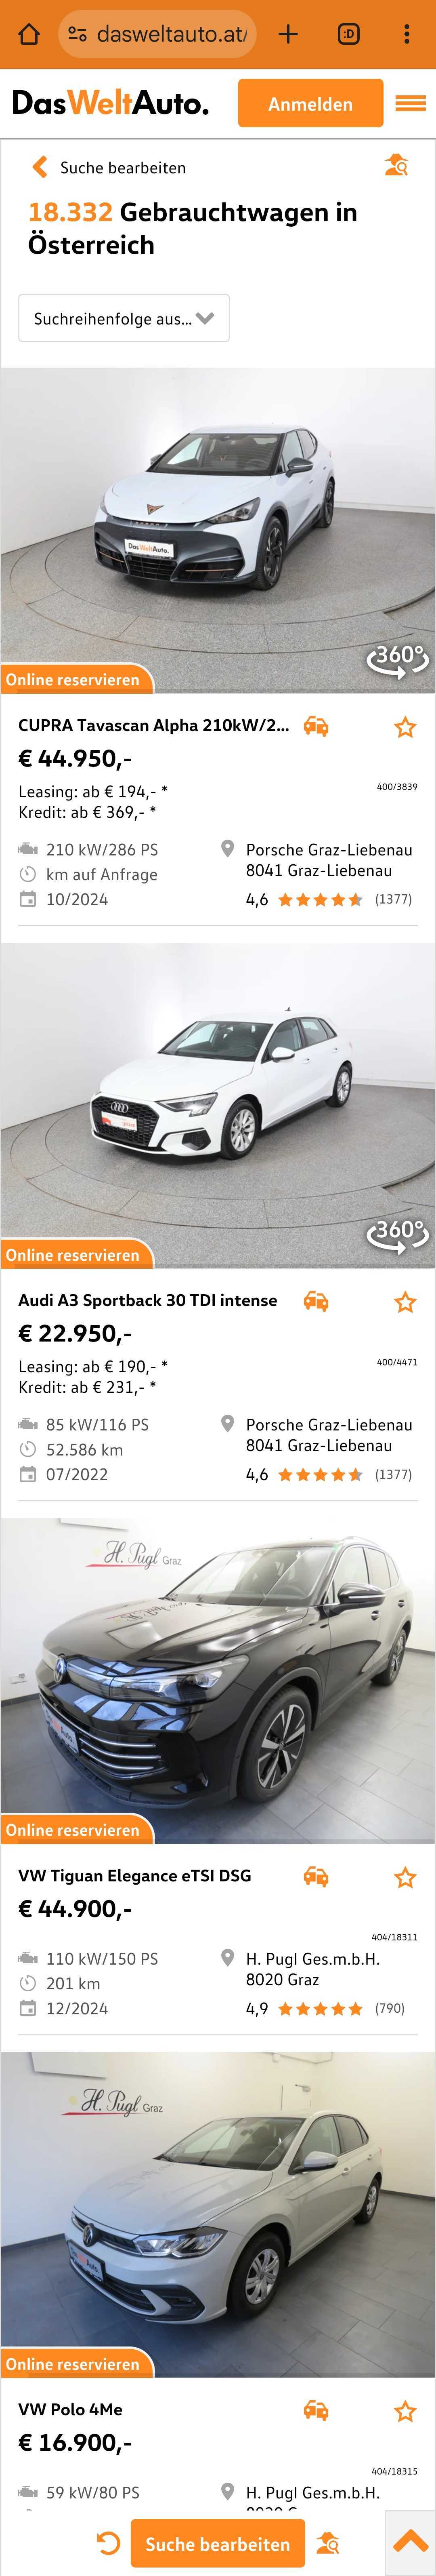 :D
dasweltauto.at/
DasWeltAuto.
Anmelden
Suche bearbeiten
18.332 Gebrauchtwagen in
Österreich
Suchreihenfolge aus...
DasWeltAuto.
360°
Online reservieren
CUPRA Tavascan Alpha 210kW/2...
€ 44.950,-
Leasing: ab € 194,- *
400/3839
Kredit: ab € 369,- *
210 kW/286 PS
Porsche Graz-Liebenau
8041 Graz-Liebenau
km auf Anfrage
10/2024
4,6
(1377)
360°
Online reservieren
Audi A3 Sportback 30 TDI intense
€ 22.950,-
Leasing: ab € 190,- *
400/4471
Kredit: ab € 231,- *
85 kW/116 PS
Porsche Graz-Liebenau
8041 Graz-Liebenau
52.586 km
07/2022
4,6
(1377)
H. Pugl Graz
Online reservieren
VW Tiguan Elegance eTSI DSG
€ 44.900,-
404/18311
110 kW/150 PS
H. Pugl Ges.m.b.H.
8020 Graz
201 km
12/2024
4,9
(790)
H. Pugl Graz
Online reservieren
VW Polo 4Me
€ 16.900,-
404/18315
59 kW/80 PS
H. Pugl Ges.m.b.H.
Suche bearbeiten